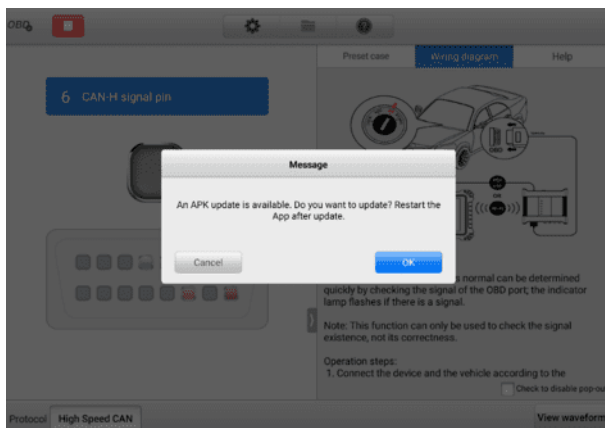 OBD
Preset case
Wiring diagram
Help
6 CAN-H signal pin
OBD
OR
Message
An APK update is available. Do you want to update? Restart the
App after update.
Cancel
OK
s normal can be determined
quickly by checking the signal of the OBD port; the indicator
lamp flashes if there is a signal.
Note: This function can only be used to check the signal
existence, not its correctness.
Operation steps:
1. Connect the device and the vehicle according to the
Check to disable pop-ou
Protocol
High Speed CAN
View waveform